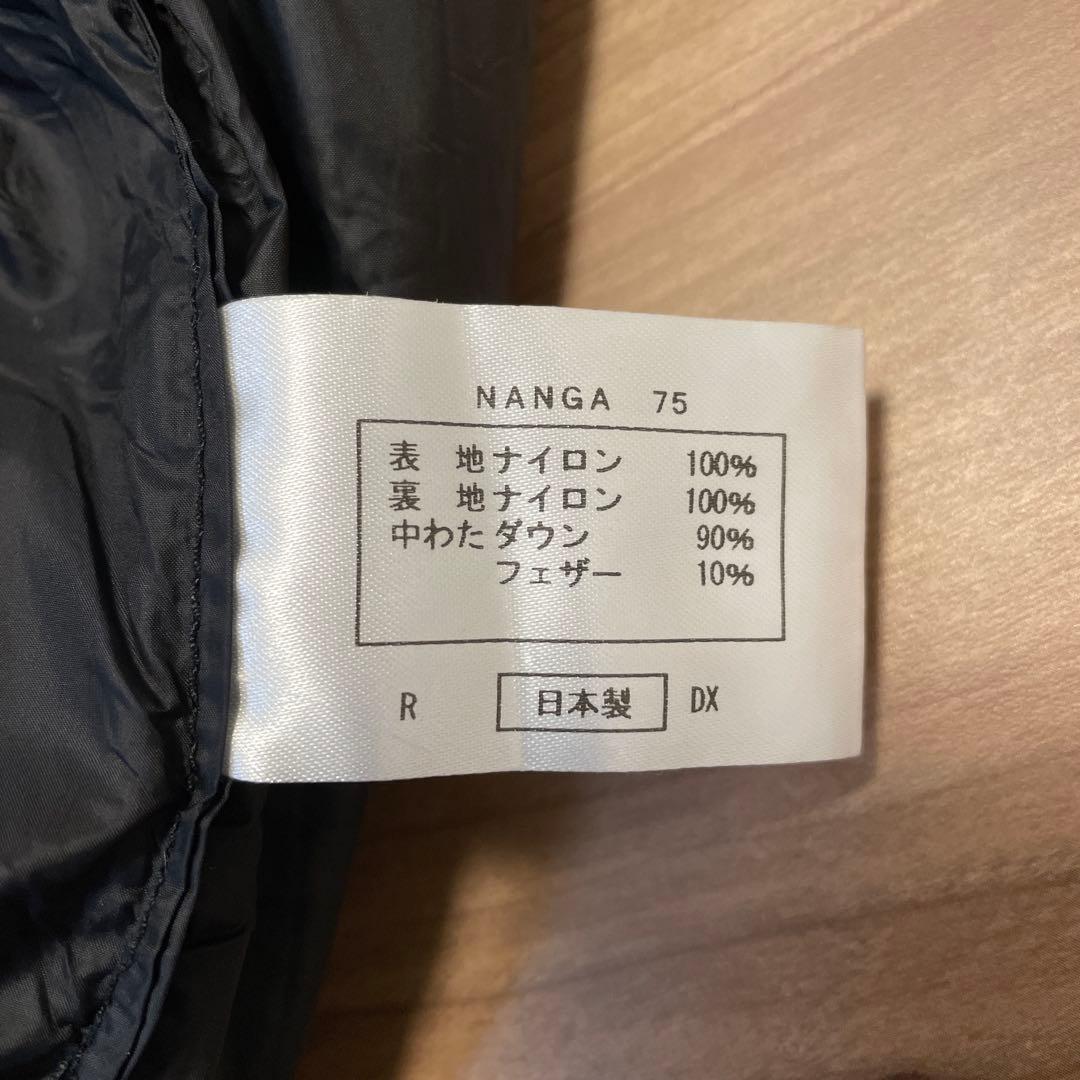 NANGA 75
表 地 ナイロン 100%
裏 地 ナイロン 100%
中わた ダウン 90%
フェザー 10%
R 日本製 DX